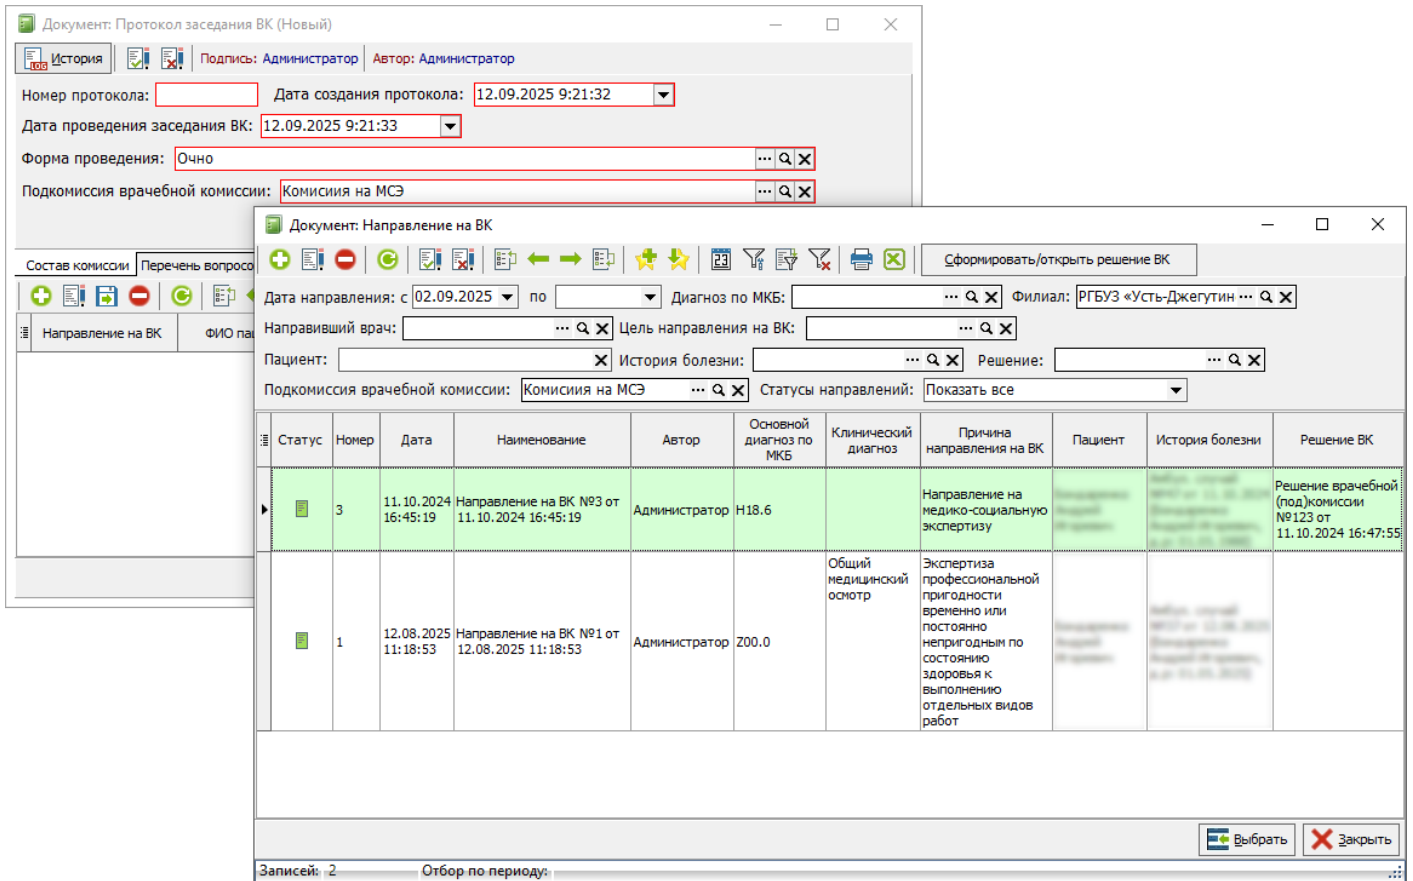 Документ: Протокол заседания ВК (Новый)
LOG История Подпись: Администратор Автор: Администратор
Номер протокола: Дата создания протокола: 12.09.2025 9:21:32
Дата проведения заседания ВК: 12.09.2025 9:21:33
Форма проведения: Очно
Подкомиссия врачебной комиссии: Комисиия на МСЭ
Состав комиссии Перечень вопросо
Направление на ВК ФИО па
Документ: Направление на ВК
23 Сформировать/открыть решение ВК
Дата направления: с 02.09.2025 по Диагноз по МКБ: Филиал: РГБУЗ «Усть-Джегутин
Направивший врач: Цель направления на ВК:
Пациент: История болезни: Решение:
Подкомиссия врачебной комиссии: Комисиия на МСЭ Статусы направлений: Показать все
Статус Номер Дата Наименование Автор Основной диагноз по МКБ Клинический диагноз Причина направления на ВК Пациент История болезни Решение ВК
3 11.10.2024 16:45:19 Направление на ВК №3 от 11.10.2024 16:45:19 Администратор H18.6 Направление на медико-социальную экспертизу Решение врачебной (под)комиссии №123 от 11.10.2024 16:47:55
1 12.08.2025 11:18:53 Направление на ВК №1 от 12.08.2025 11:18:53 Администратор Z00.0 Общий медицинский осмотр Экспертиза профессиональной пригодности временно или постоянно непригодным по состоянию здоровья к выполнению отдельных видов работ
Выбрать Закрыть
Записей: 2 Отбор по периоду: